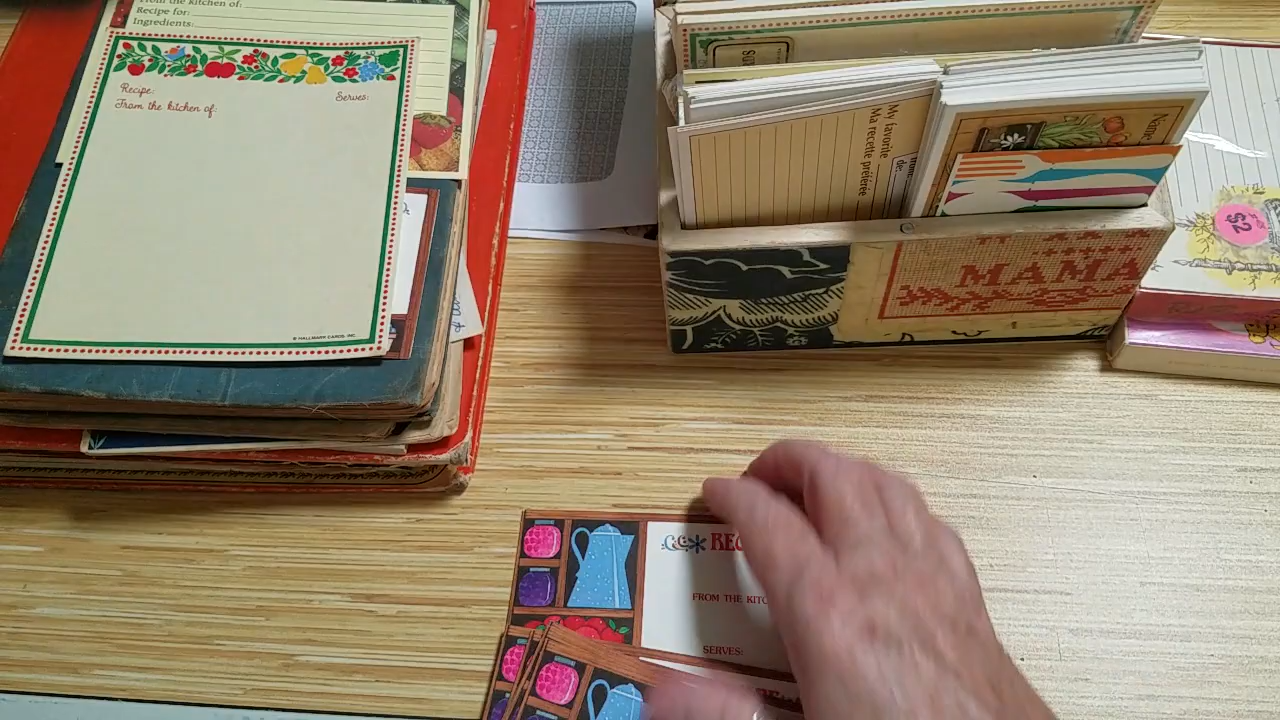 From the kitchen of:
Recipe for:
Ingredients:
Recipe:
Serves:
From the kitchen of:
© HALLMARK CARDS, INC.
My favorite
Ma recette préférée
de:
Name
MAMA
$2
FROM THE KITC
SERVES: